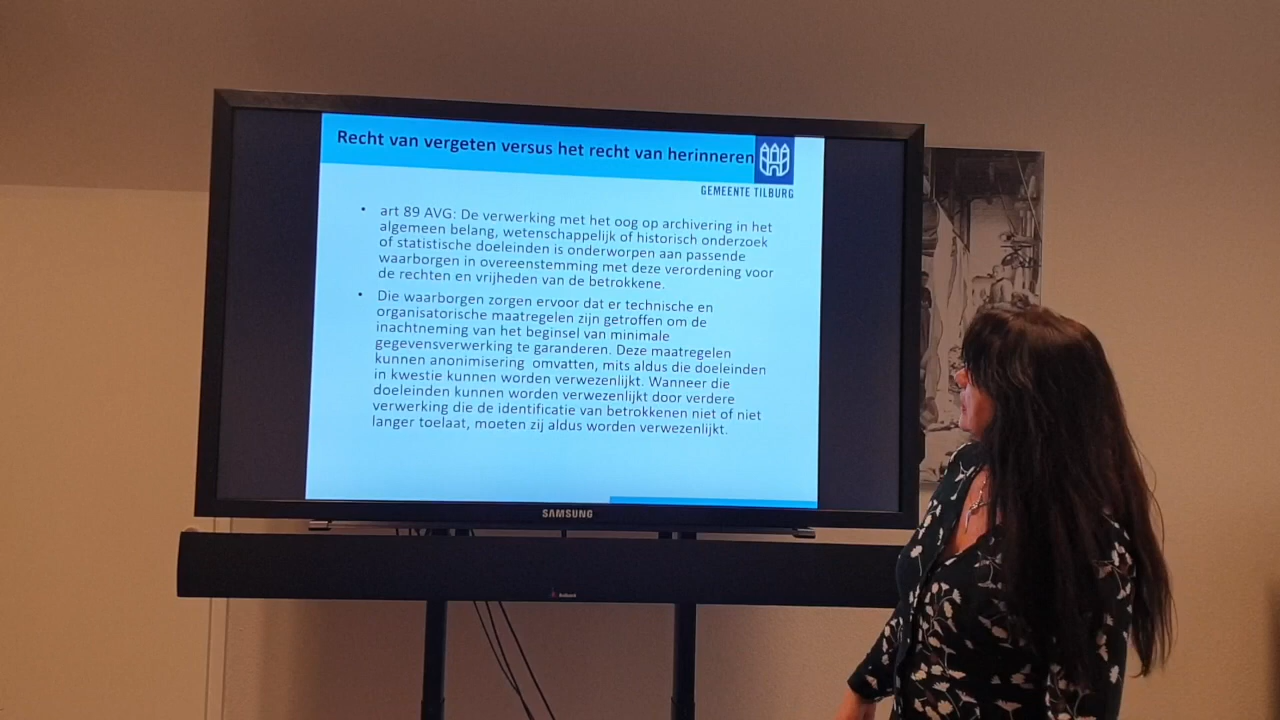 Recht van vergeten versus het recht van herinneren
GEMEENTE TILBURG
• art 89 AVG: De verwerking met het oog op archivering in het
algemeen belang, wetenschappelijk of historisch onderzoek
of statistische doeleinden is onderworpen aan passende
waarborgen in overeenstemming met deze verordening voor
de rechten en vrijheden van de betrokkene.
• Die waarborgen zorgen ervoor dat er technische en
organisatorische maatregelen zijn getroffen om de
inachtneming van het beginsel van minimale
gegevensverwerking te garanderen. Deze maatregelen
kunnen anonimisering omvatten, mits aldus die doeleinden
in kwestie kunnen worden verwezenlijkt. Wanneer die
doeleinden kunnen worden verwezenlijkt door verdere
verwerking die de identificatie van betrokkenen niet of niet
langer toelaat, moeten zij aldus worden verwezenlijkt.
SAMSUNG